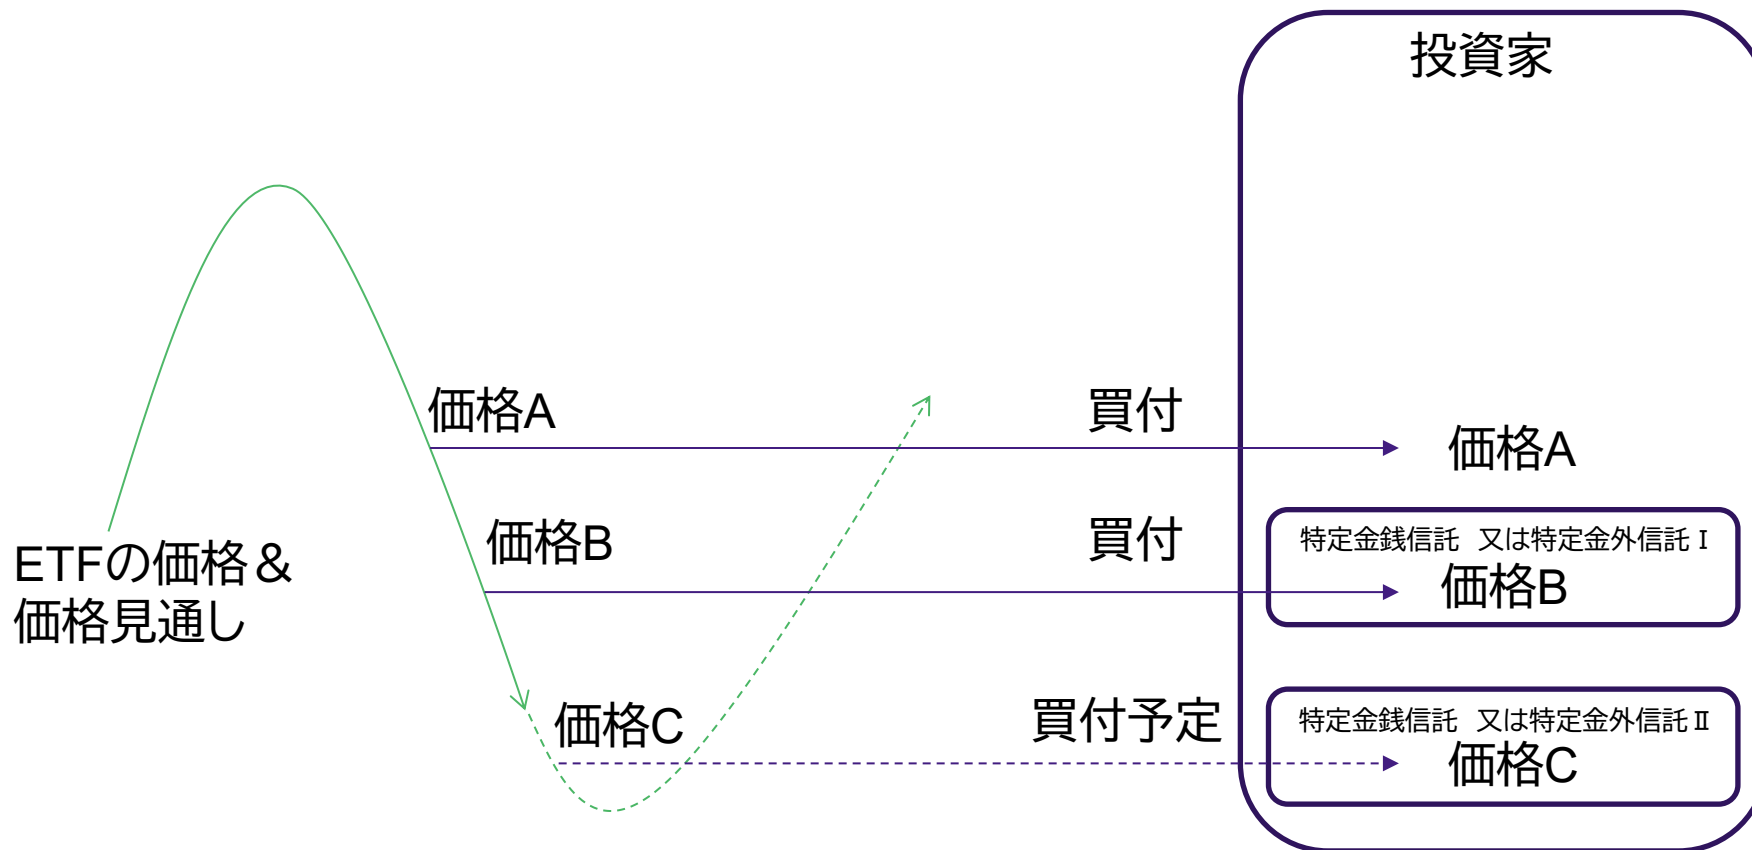 投資家
価格A
買付
価格A
価格B
買付
特定金銭信託 又は特定金外信託Ⅰ
価格B
ETFの価格＆
価格見通し
価格C
買付予定
特定金銭信託 又は特定金外信託Ⅱ
価格C